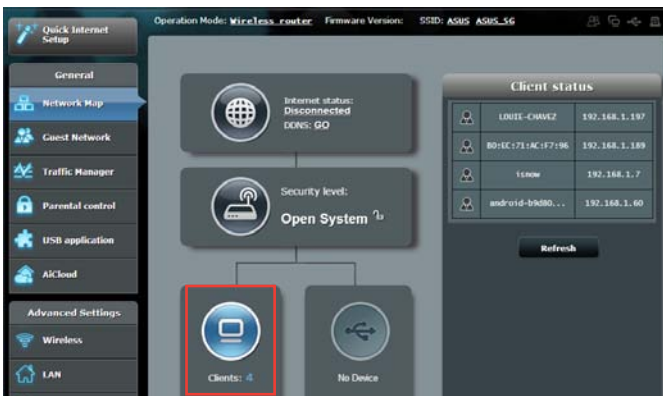 Quick Internet
Setup
Operation Mode: Wireless router Firmware Version: SSID: ASUS ASUS_5G
General
Network Map
Guest Network
Traffic Manager
Parental control
USB application
AiCloud
Advanced Settings
Wireless
LAN
Internet status:
Disconnected
DDNS: GO
Security level:
Open System
Clients: 4
No Device
Client status
LOUIE-CHAVEZ 192.168.1.197
B0:EC:71:AC:F7:96 192.168.1.189
isnow 192.168.1.7
android-b9d80... 192.168.1.60
Refresh